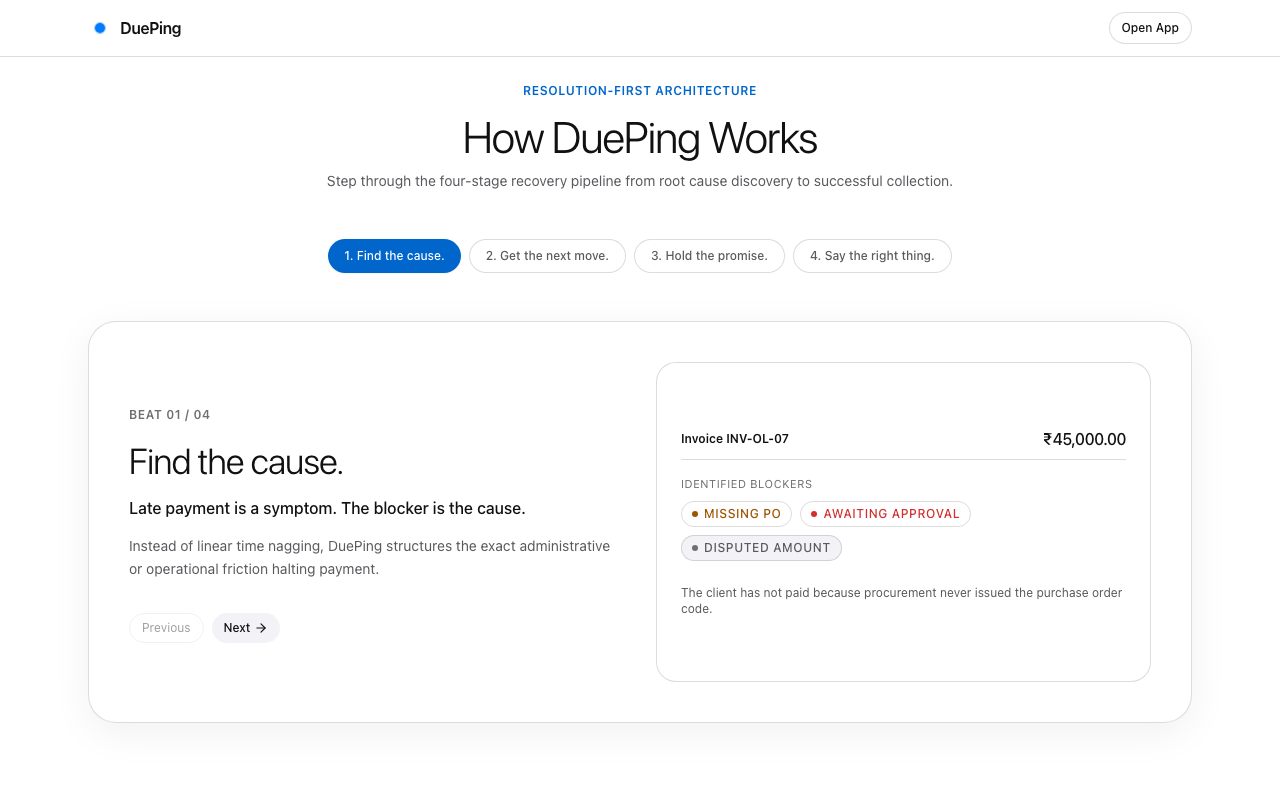 DuePing
Open App
RESOLUTION-FIRST ARCHITECTURE
How DuePing Works
Step through the four-stage recovery pipeline from root cause discovery to successful collection.
1. Find the cause.
2. Get the next move.
3. Hold the promise.
4. Say the right thing.
BEAT 01 / 04
Find the cause.
Late payment is a symptom. The blocker is the cause.
Instead of linear time nagging, DuePing structures the exact administrative
or operational friction halting payment.
Previous
Next →
Invoice INV-OL-07
₹45,000.00
IDENTIFIED BLOCKERS
MISSING PO
AWAITING APPROVAL
DISPUTED AMOUNT
The client has not paid because procurement never issued the purchase order
code.